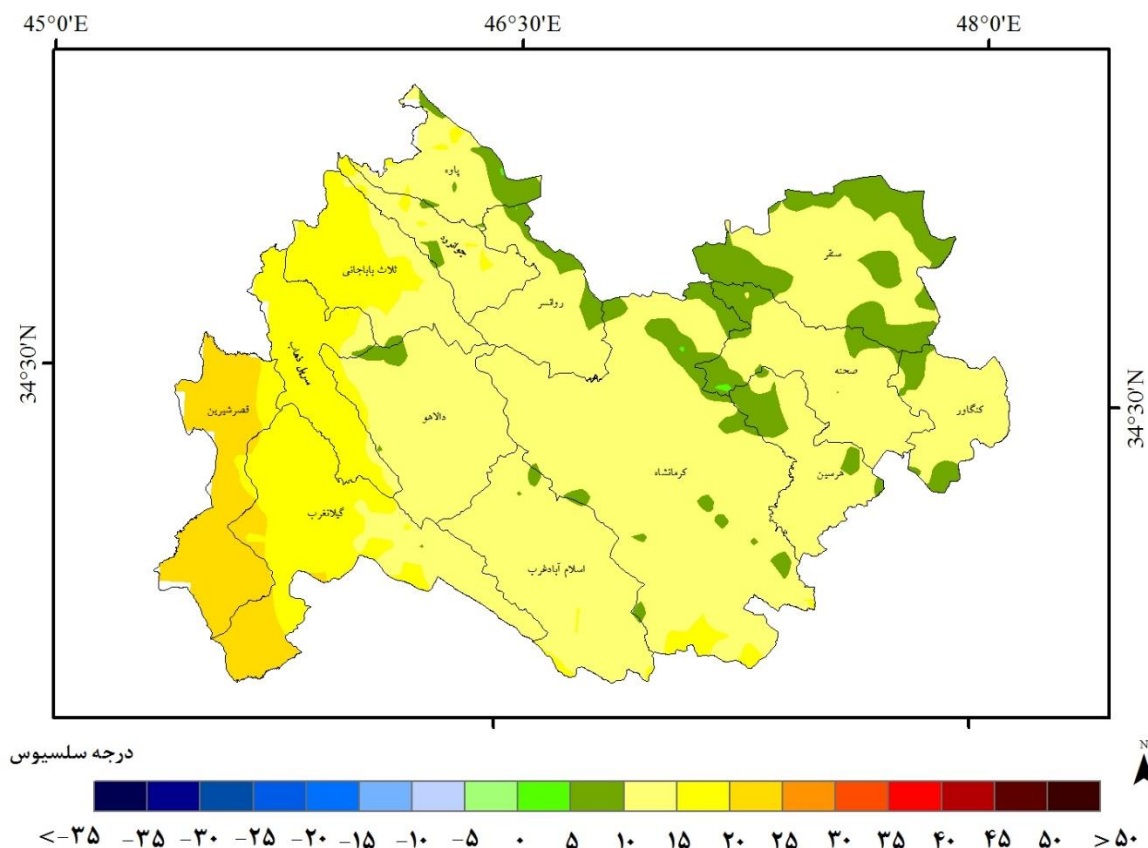 45°0'E 46°30'E 48°0'E
34°30'N
34°30'N
پاوه
جوانرود
ثلاث باباجانی
روانسر
سنقر
سرپل ذهاب
صحنه
قصرشیرین
دالاهو
کنگاور
کرمانشاه
هرسین
گیلانغرب
اسلام آبادغرب
درجه سلسیوس
N
<-۳۵ -۳۵ -۳۰ -۲۵ -۲۰ -۱۵ -۱۰ -۵ ۰ ۵ ۱۰ ۱۵ ۲۰ ۲۵ ۳۰ ۳۵ ۴۰ ۴۵ ۵۰ >۵۰